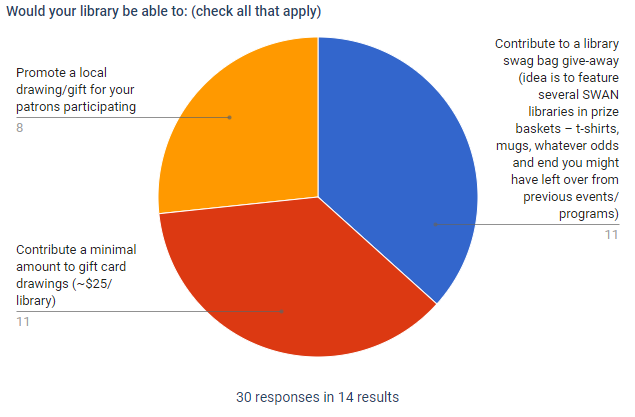 Would your library be able to: (check all that apply)
Promote a local
drawing/gift for your
patrons participating
8
Contribute to a library
swag bag give-away
(idea is to feature
several SWAN
libraries in prize
baskets – t-shirts,
mugs, whatever odds
and end you might
have left over from
previous events/
programs)
11
Contribute a minimal
amount to gift card
drawings (~$25/
library)
11
30 responses in 14 results